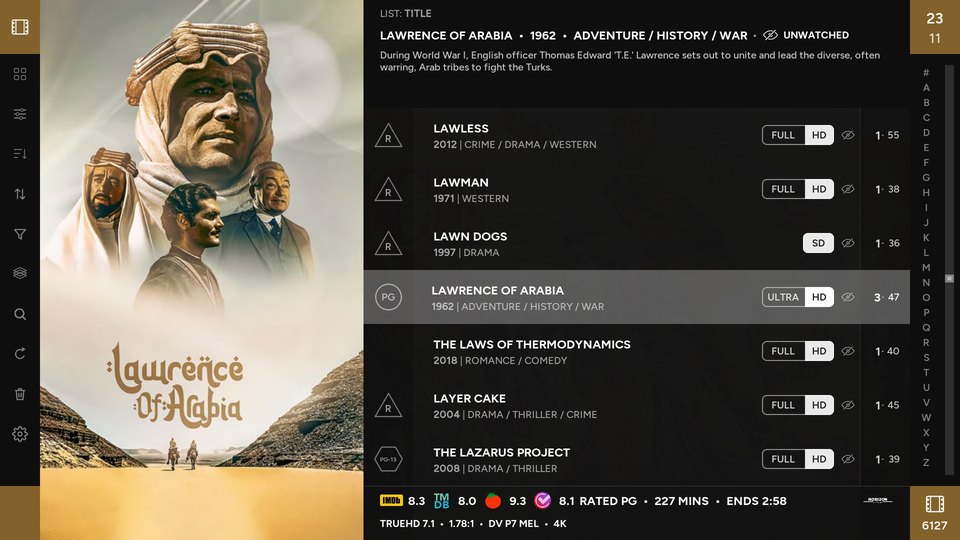 LIST: TITLE
LAWRENCE OF ARABIA • 1962 • ADVENTURE / HISTORY / WAR • UNWATCHED
During World War I, English officer Thomas Edward 'T.E.' Lawrence sets out to unite and lead the diverse, often
warring, Arab tribes to fight the Turks.
23
11
R
LAWLESS
2012 | CRIME / DRAMA / WESTERN
FULL HD
1 · 55
R
LAWMAN
1971 | WESTERN
FULL HD
1 · 38
R
LAWN DOGS
1997 | DRAMA
SD
1 · 36
PG
LAWRENCE OF ARABIA
1962 | ADVENTURE / HISTORY / WAR
ULTRA HD
3 · 47
THE LAWS OF THERMODYNAMICS
2018 | ROMANCE / COMEDY
FULL HD
1 · 40
R
LAYER CAKE
2004 | DRAMA / THRILLER / CRIME
FULL HD
1 · 45
PG-13
THE LAZARUS PROJECT
2008 | DRAMA / THRILLER
FULL HD
1 · 39
#
A
B
C
D
E
F
G
H
I
J
K
L
M
N
O
P
Q
R
S
T
U
V
W
X
Y
Z
Lawrence
Of Arabia
IMDb 8.3 TMDB 8.0 9.3 8.1 RATED PG • 227 MINS • ENDS 2:58
TRUEHD 7.1 • 1.78:1 • DV P7 MEL • 4K
HORIZON
6127